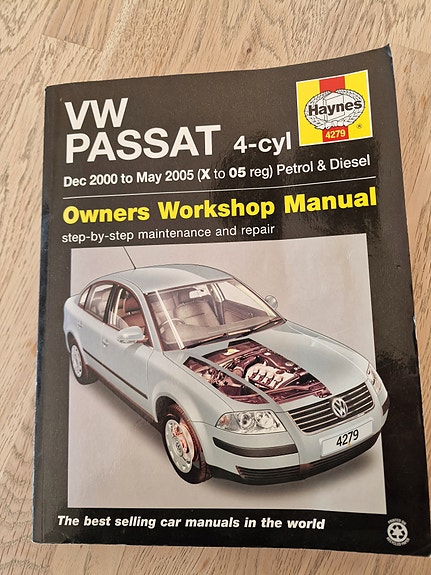 VW
PASSAT 4-cyl
Haynes
4279
®
Dec 2000 to May 2005 (X to 05 reg) Petrol & Diesel
Owners Workshop Manual
step-by-step maintenance and repair
4279
The best selling car manuals in the world